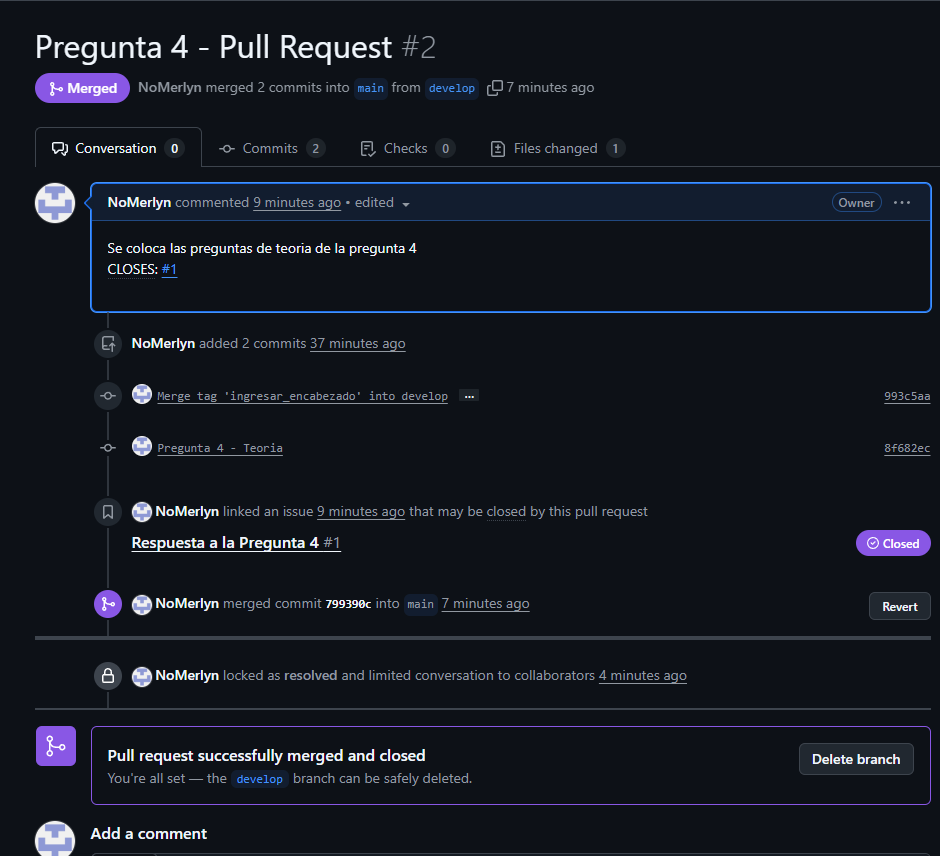 Pregunta 4 - Pull Request #2
Merged NoMerlyn merged 2 commits into main from develop 7 minutes ago
Conversation 0 Commits 2 Checks 0 Files changed 1
NoMerlyn commented 9 minutes ago • edited Owner ...
Se coloca las preguntas de teoria de la pregunta 4
CLOSES: #1
NoMerlyn added 2 commits 37 minutes ago
Merge tag 'ingresar_encabezado' into develop ... 993c5aa
Pregunta 4 - Teoria 8f682ec
NoMerlyn linked an issue 9 minutes ago that may be closed by this pull request
Respuesta a la Pregunta 4 #1 Closed
NoMerlyn merged commit 799390c into main 7 minutes ago Revert
NoMerlyn locked as resolved and limited conversation to collaborators 4 minutes ago
Pull request successfully merged and closed
You're all set — the develop branch can be safely deleted. Delete branch
Add a comment